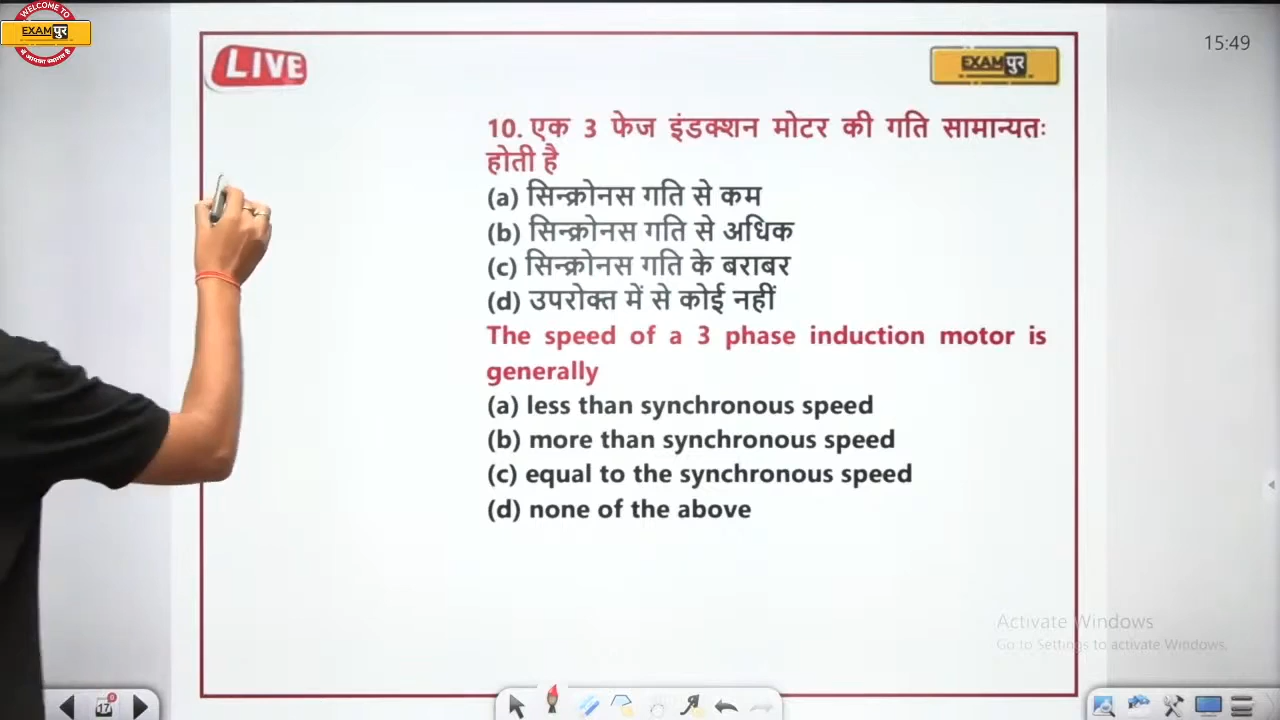 WELCOME TO
EXAMपुर
LIVE
EXAMपुर
15:49
10. एक 3 फेज इंडक्शन मोटर की गति सामान्यतः
होती है
(a) सिन्क्रोनस गति से कम
(b) सिन्क्रोनस गति से अधिक
(c) सिन्क्रोनस गति के बराबर
(d) उपरोक्त में से कोई नहीं
The speed of a 3 phase induction motor is
generally
(a) less than synchronous speed
(b) more than synchronous speed
(c) equal to the synchronous speed
(d) none of the above
Activate Windows
Go to Settings to activate Windows.
17